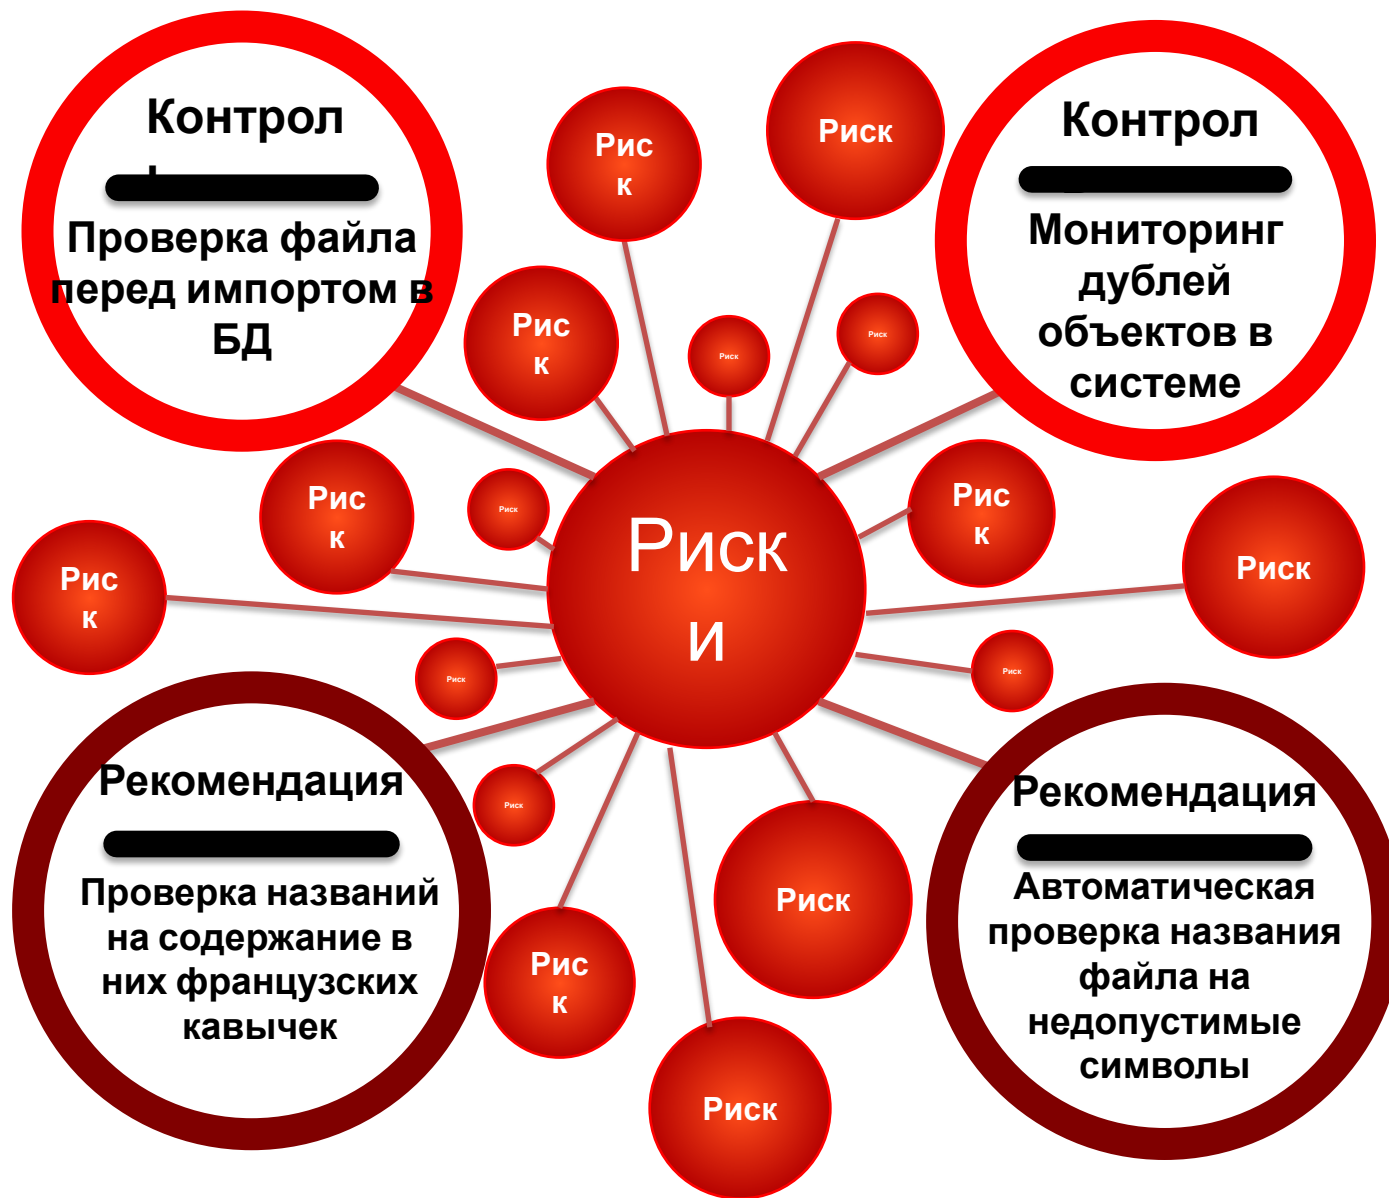 Контрол
Проверка файла
перед импортом в
БД
Рис
к
Риск
Контрол
Мониторинг
дублей
объектов в
системе
Рис
к
Риск
Риск
Рис
к
Риск
Риск
и
Рис
к
Риск
Рис
к
Риск
Риск
Рекомендация
Проверка названий
на содержание в
них французских
кавычек
Риск
Рис
к
Риск
Риск
Рекомендация
Автоматическая
проверка названия
файла на
недопустимые
символы